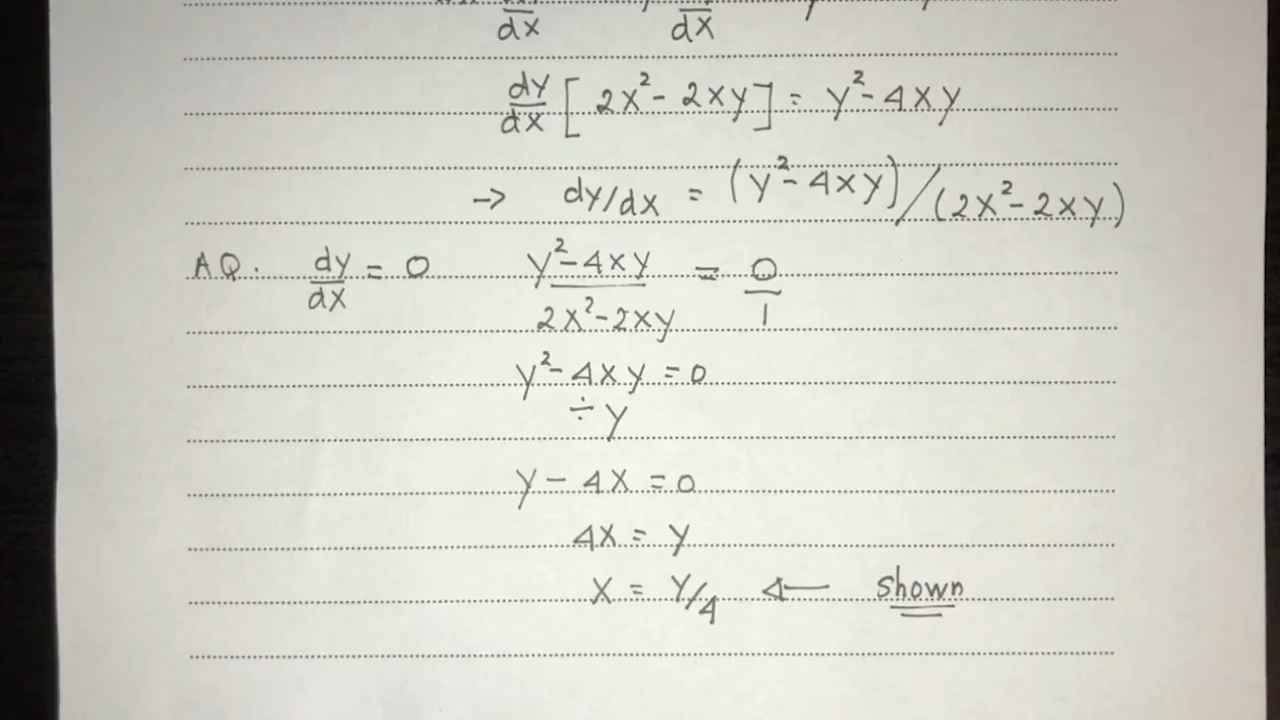 dx dx
dy/dx [2x² - 2xy] = y² - 4xy
→ dy/dx = (y² - 4xy)/(2x² - 2xy)
AQ. dy/dx = 0 (y² - 4xy)/(2x² - 2xy) = 0/1
y² - 4xy = 0
÷ y
y - 4x = 0
4x = y
x = y/4 ← Shown